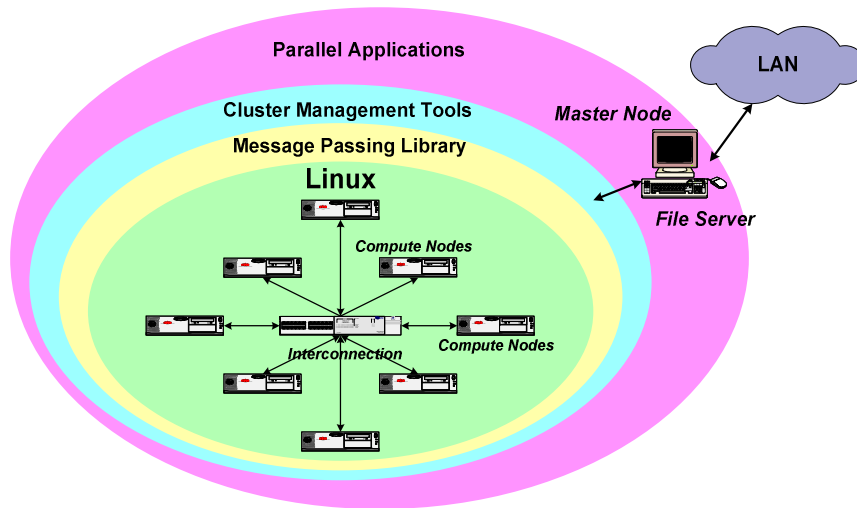 Parallel Applications
LAN
Cluster Management Tools
Master Node
Message Passing Library
Linux
File Server
Compute Nodes
Interconnection
Compute Nodes